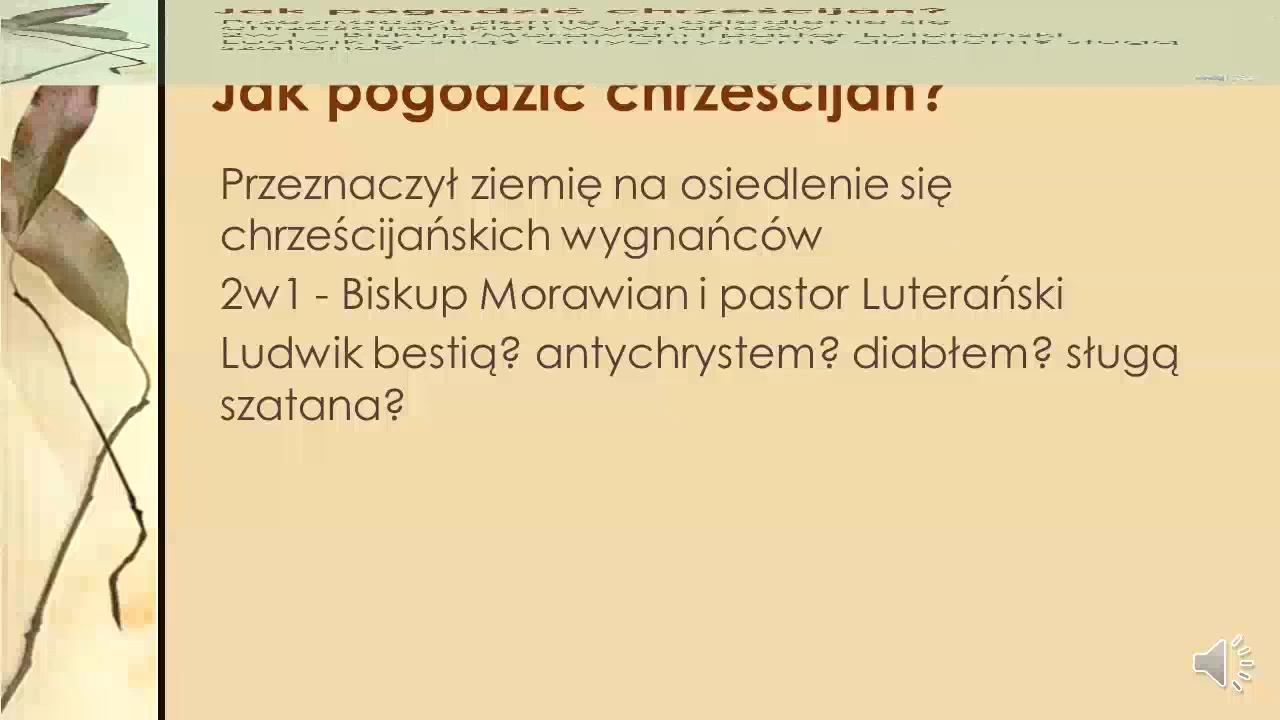 Jak pogodzić chrześcijan?
Przeznaczył ziemię na osiedlenie się
chrześcijańskich wygnańców
2w1 - Biskup Morawian i pastor Luterański
Ludwik bestią? antychrystem? diabłem? sługą
szatana?
Jak pogodzić chrześcijan?
Przeznaczył ziemię na osiedlenie się
chrześcijańskich wygnańców
2w1 - Biskup Morawian i pastor Luterański
Ludwik bestią? antychrystem? diabłem? sługą
szatana?